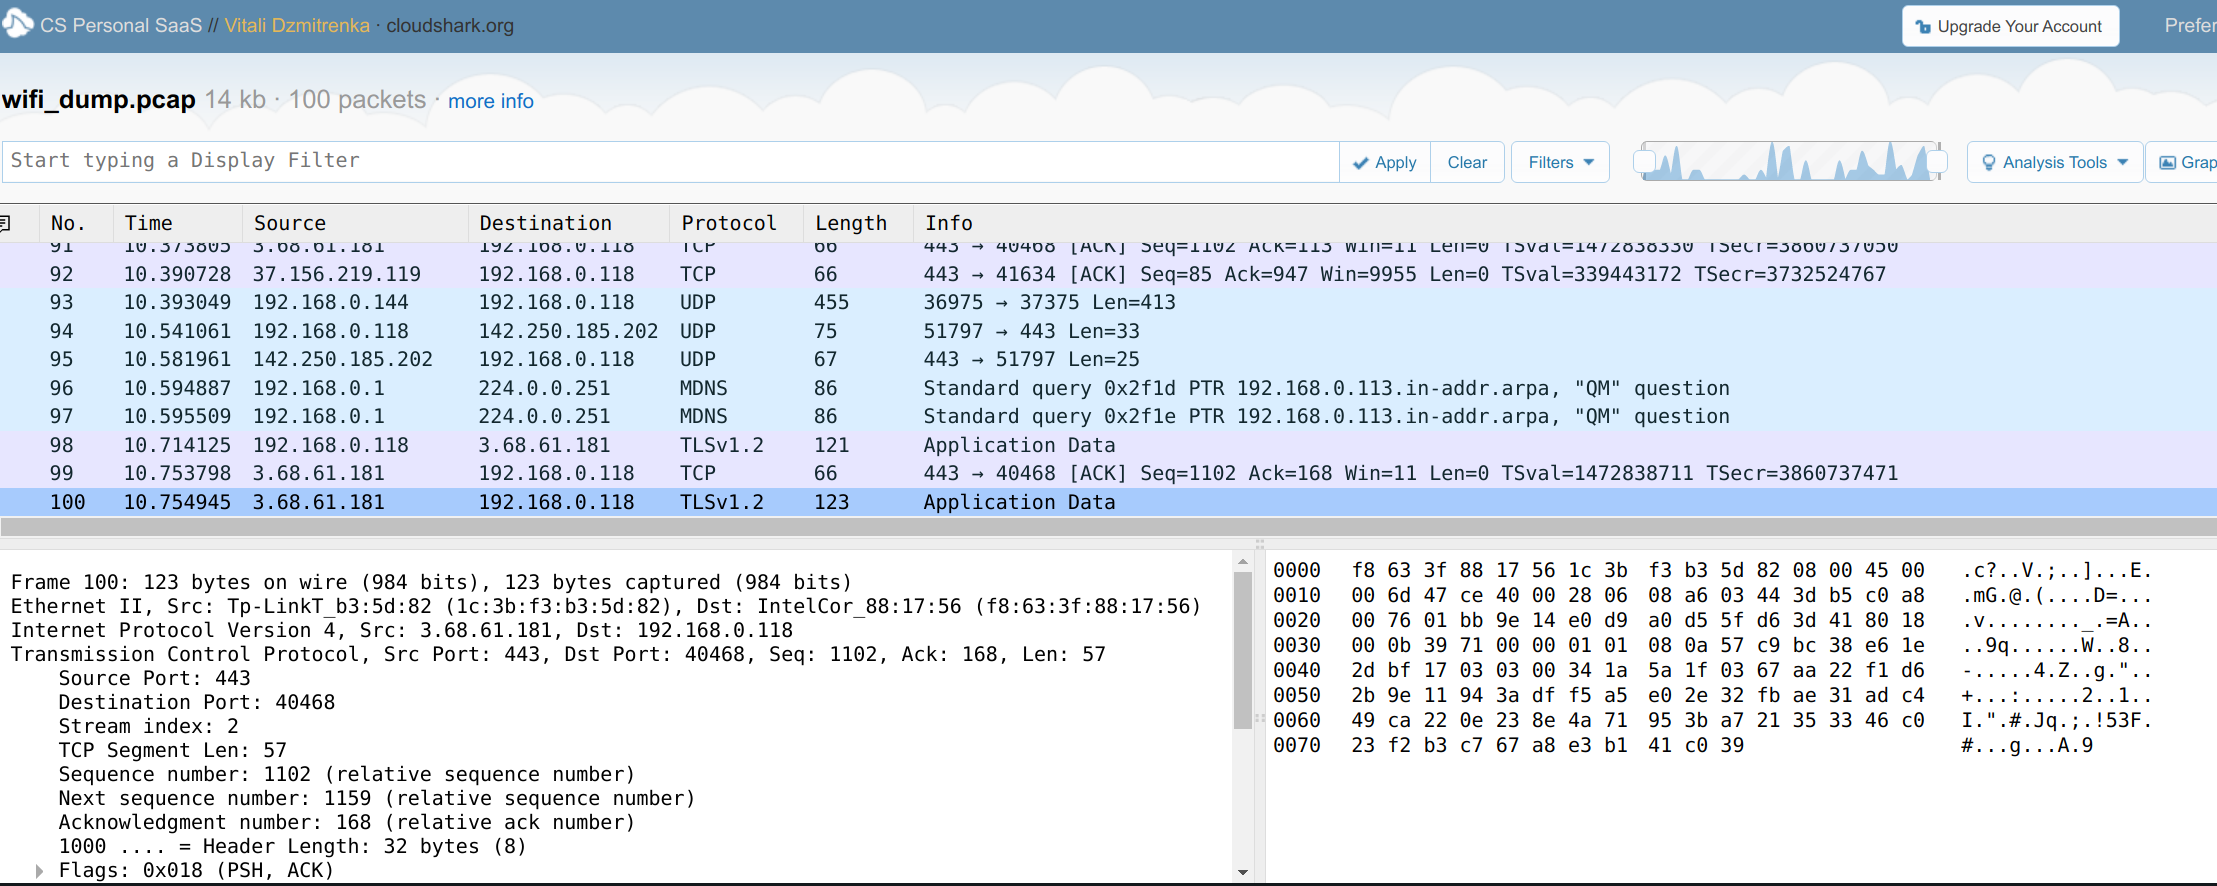 CS Personal SaaS // Vitali Dzmitrenka · cloudshark.org
Upgrade Your Account
Prefer
wifi_dump.pcap 14 kb · 100 packets · more info
Start typing a Display Filter
Apply
Clear
Filters
Analysis Tools
Grap
No. Time Source Destination Protocol Length Info
91 10.373805 3.68.61.181 192.168.0.118 TCP 66 443 → 40468 [ACK] Seq=1102 Ack=113 Win=11 Len=0 TSval=1472838330 TSecr=3860737050
92 10.390728 37.156.219.119 192.168.0.118 TCP 66 443 → 41634 [ACK] Seq=85 Ack=947 Win=9955 Len=0 TSval=339443172 TSecr=3732524767
93 10.393049 192.168.0.144 192.168.0.118 UDP 455 36975 → 37375 Len=413
94 10.541061 192.168.0.118 142.250.185.202 UDP 75 51797 → 443 Len=33
95 10.581961 142.250.185.202 192.168.0.118 UDP 67 443 → 51797 Len=25
96 10.594887 192.168.0.1 224.0.0.251 MDNS 86 Standard query 0x2f1d PTR 192.168.0.113.in-addr.arpa, "QM" question
97 10.595509 192.168.0.1 224.0.0.251 MDNS 86 Standard query 0x2f1e PTR 192.168.0.113.in-addr.arpa, "QM" question
98 10.714125 192.168.0.118 3.68.61.181 TLSv1.2 121 Application Data
99 10.753798 3.68.61.181 192.168.0.118 TCP 66 443 → 40468 [ACK] Seq=1102 Ack=168 Win=11 Len=0 TSval=1472838711 TSecr=3860737471
100 10.754945 3.68.61.181 192.168.0.118 TLSv1.2 123 Application Data
Frame 100: 123 bytes on wire (984 bits), 123 bytes captured (984 bits)
Ethernet II, Src: Tp-LinkT_b3:5d:82 (1c:3b:f3:b3:5d:82), Dst: IntelCor_88:17:56 (f8:63:3f:88:17:56)
Internet Protocol Version 4, Src: 3.68.61.181, Dst: 192.168.0.118
Transmission Control Protocol, Src Port: 443, Dst Port: 40468, Seq: 1102, Ack: 168, Len: 57
Source Port: 443
Destination Port: 40468
Stream index: 2
TCP Segment Len: 57
Sequence number: 1102 (relative sequence number)
Next sequence number: 1159 (relative sequence number)
Acknowledgment number: 168 (relative ack number)
1000 .... = Header Length: 32 bytes (8)
Flags: 0x018 (PSH, ACK)
0000 f8 63 3f 88 17 56 1c 3b f3 b3 5d 82 08 00 45 00 .c?..V.;..]...E.
0010 00 6d 47 ce 40 00 28 06 08 a6 03 44 3d b5 c0 a8 .mG.@.(....D=...
0020 00 76 01 bb 9e 14 e0 d9 a0 d5 5f d6 3d 41 80 18 .v........_.=A..
0030 00 0b 39 71 00 00 01 01 08 0a 57 c9 bc 38 e6 1e ..9q......W..8..
0040 2d bf 17 03 03 00 34 1a 5a 1f 03 67 aa 22 f1 d6 -.....4.Z..g."..
0050 2b 9e 11 94 3a df f5 a5 e0 2e 32 fb ae 31 ad c4 +...:.....2..1..
0060 49 ca 22 0e 23 8e 4a 71 95 3b a7 21 35 33 46 c0 I.".#.Jq.;.!53F.
0070 23 f2 b3 c7 67 a8 e3 b1 41 c0 39 #...g...A.9